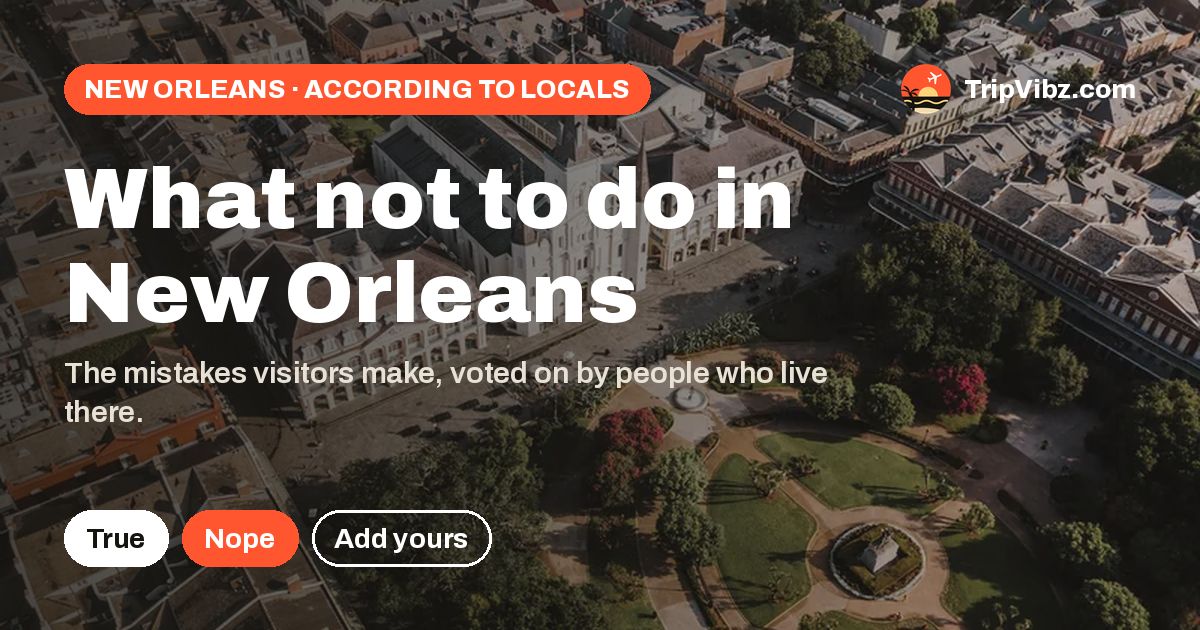 NEW ORLEANS · ACCORDING TO LOCALS
TripVibz.com
What not to do in
New Orleans
The mistakes visitors make, voted on by people who live
there.
True
Nope
Add yours